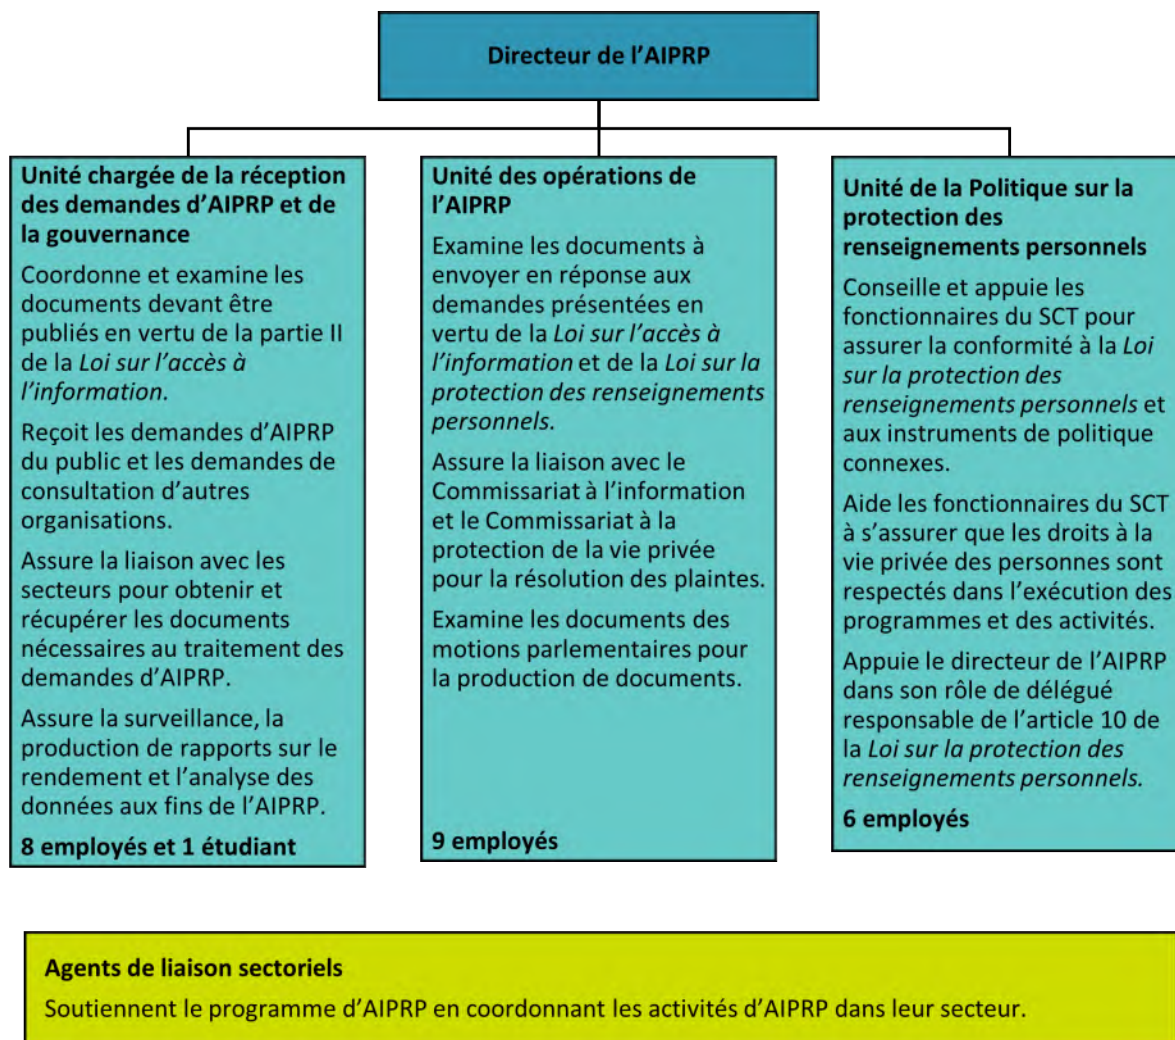 Directeur de l’AIPRP
Unité chargée de la réception
des demandes d’AIPRP et de
la gouvernance
Coordonne et examine les
documents devant être
publiés en vertu de la partie II
de la Loi sur l’accès à
l’information.
Reçoit les demandes d’AIPRP
du public et les demandes de
consultation d’autres
organisations.
Assure la liaison avec les
secteurs pour obtenir et
récupérer les documents
nécessaires au traitement des
demandes d’AIPRP.
Assure la surveillance, la
production de rapports sur le
rendement et l’analyse des
données aux fins de l’AIPRP.
8 employés et 1 étudiant
Unité des opérations de
l’AIPRP
Examine les documents à
envoyer en réponse aux
demandes présentées en
vertu de la Loi sur l’accès à
l’information et de la Loi sur la
protection des renseignements
personnels.
Assure la liaison avec le
Commissariat à l’information
et le Commissariat à la
protection de la vie privée
pour la résolution des plaintes.
Examine les documents des
motions parlementaires pour
la production de documents.
9 employés
Unité de la Politique sur la
protection des
renseignements personnels
Conseille et appuie les
fonctionnaires du SCT pour
assurer la conformité à la Loi
sur la protection des
renseignements personnels et
aux instruments de politique
connexes.
Aide les fonctionnaires du SCT
à s’assurer que les droits à la
vie privée des personnes sont
respectés dans l’exécution des
programmes et des activités.
Appuie le directeur de l’AIPRP
dans son rôle de délégué
responsable de l’article 10 de
la Loi sur la protection des
renseignements personnels.
6 employés
Agents de liaison sectoriels
Soutiennent le programme d’AIPRP en coordonnant les activités d’AIPRP dans leur secteur.